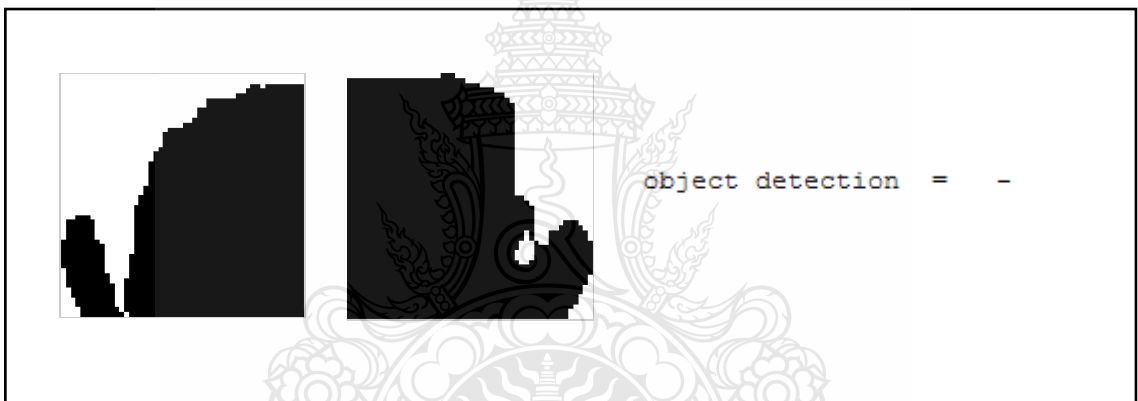 object detection = -